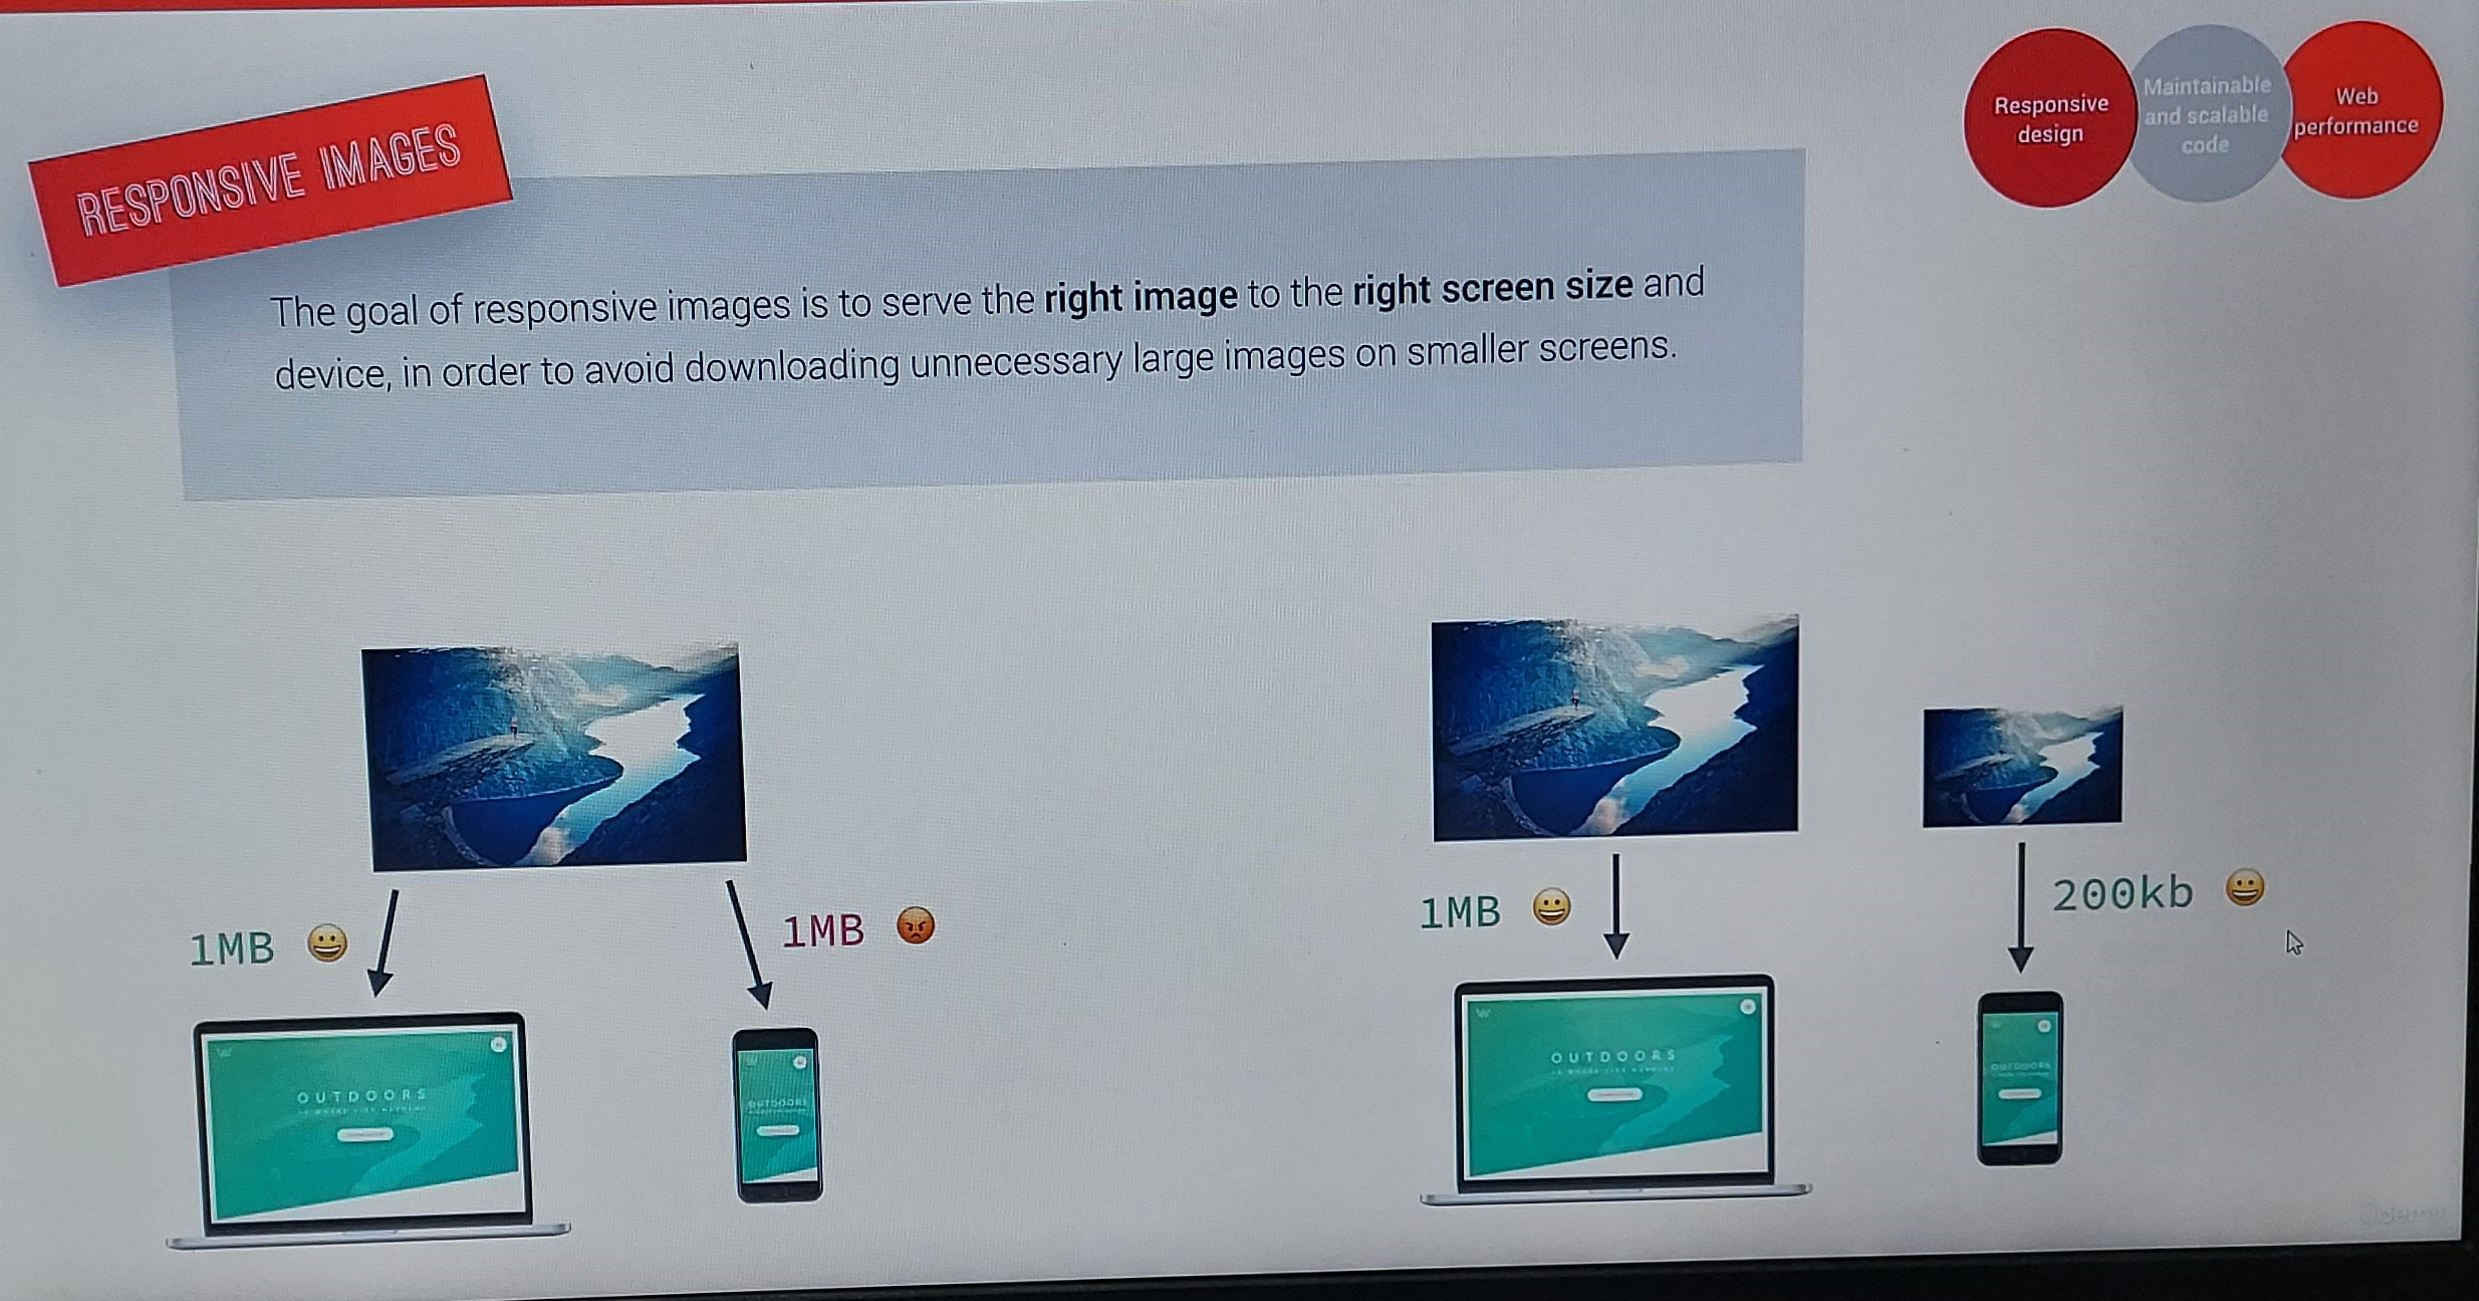 RESPONSIVE IMAGES
Responsive
design
Maintainable
and scalable
code
Web
performance
The goal of responsive images is to serve the right image to the right screen size and
device, in order to avoid downloading unnecessary large images on smaller screens.
1MB
1MB
1MB
200kb
OUTDOORS
OUTDOORS
OUTDOORS
OUTDOORS